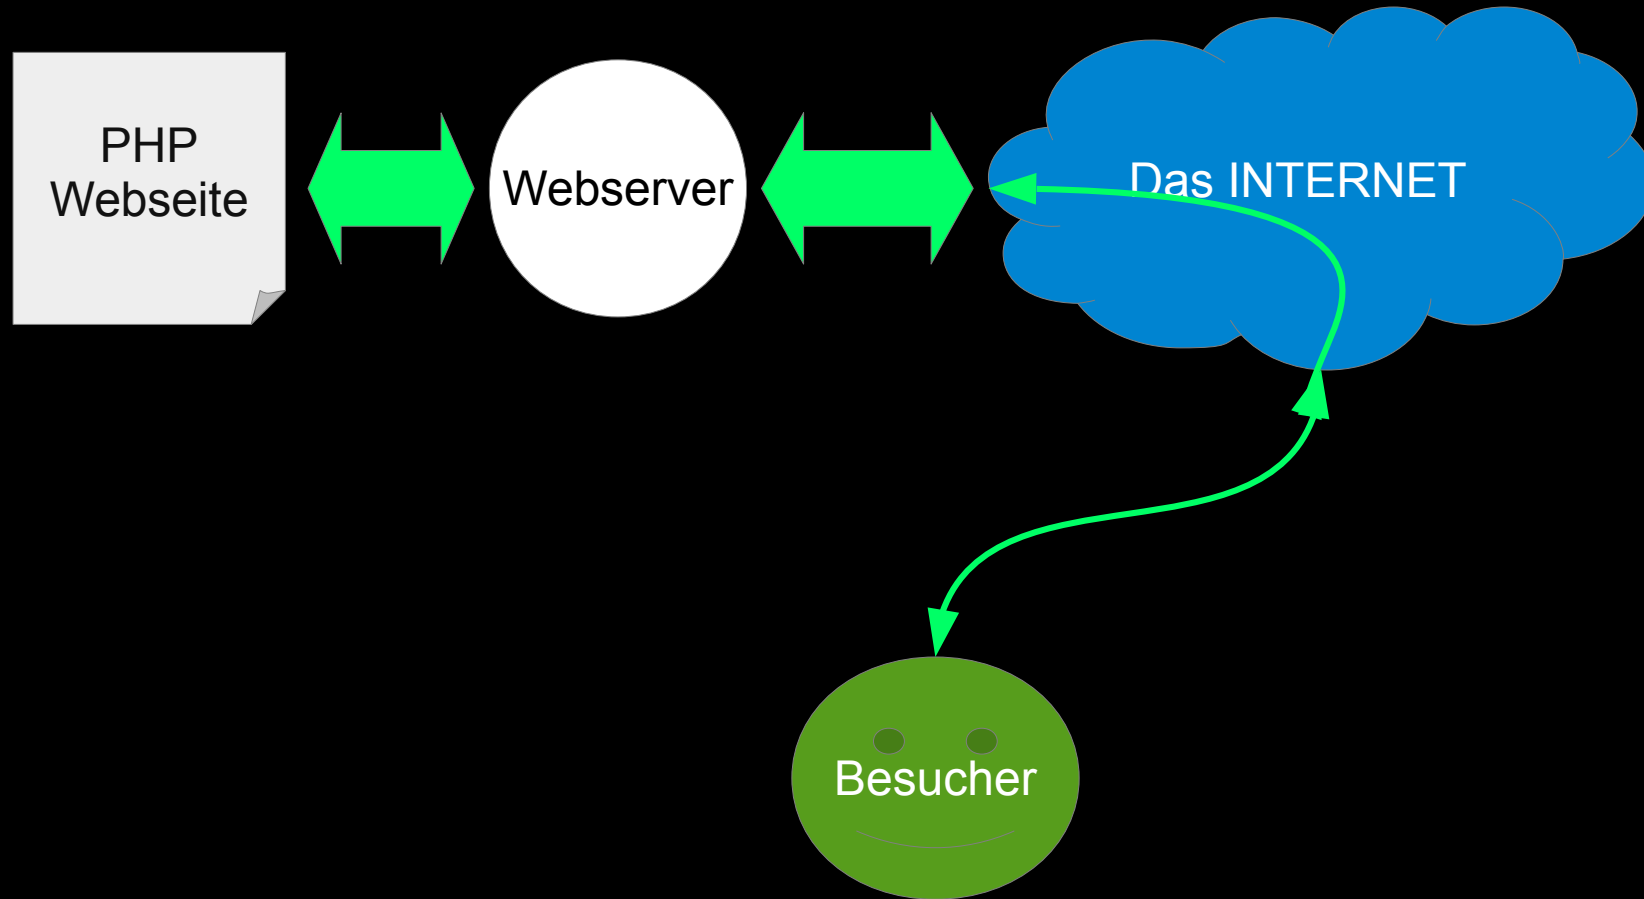 PHP
Webseite
Webserver
Das INTERNET
Besucher